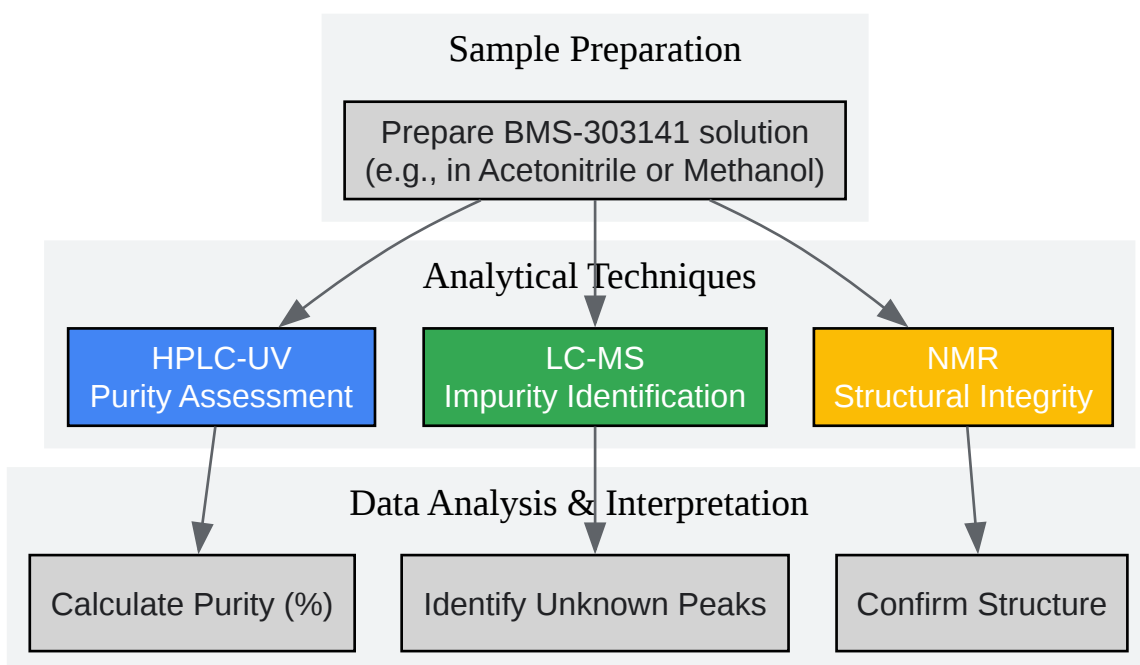 Sample Preparation
Prepare BMS-303141 solution
(e.g., in Acetonitrile or Methanol)
Analytical Techniques
HPLC-UV
Purity Assessment
LC-MS
Impurity Identification
NMR
Structural Integrity
Data Analysis & Interpretation
Calculate Purity (%)
Identify Unknown Peaks
Confirm Structure